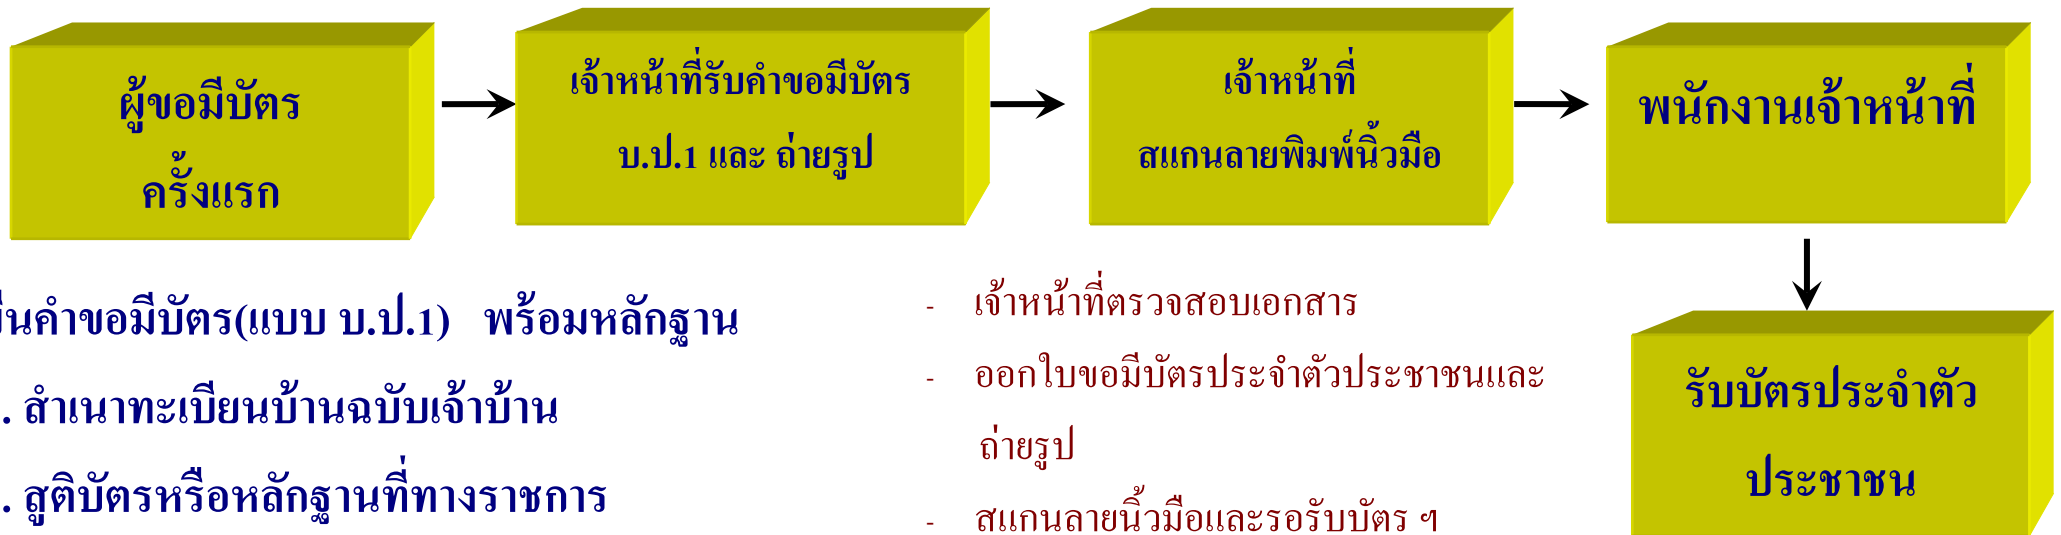 ผู้ขอมีบัตร
ครั้งแรก
เจ้าหน้าที่รับคำขอมีบัตร
บ.ป.1 และ ถ่ายรูป
เจ้าหน้าที่
สแกนลายพิมพ์นิ้วมือ
พนักงานเจ้าหน้าที่
รับบัตรประจำตัว
ประชาชน
คำขอมีบัตร(แบบ บ.ป.1) พร้อมหลักฐาน
. สำเนาทะเบียนบ้านฉบับเจ้าบ้าน
. สูติบัตรหรือหลักฐานที่ทางราชการ
- เจ้าหน้าที่ตรวจสอบเอกสาร
- ออกใบขอมีบัตรประจำตัวประชาชนและ
ถ่ายรูป
- สแกนลายนิ้วมือและรอรับบัตร ฯ